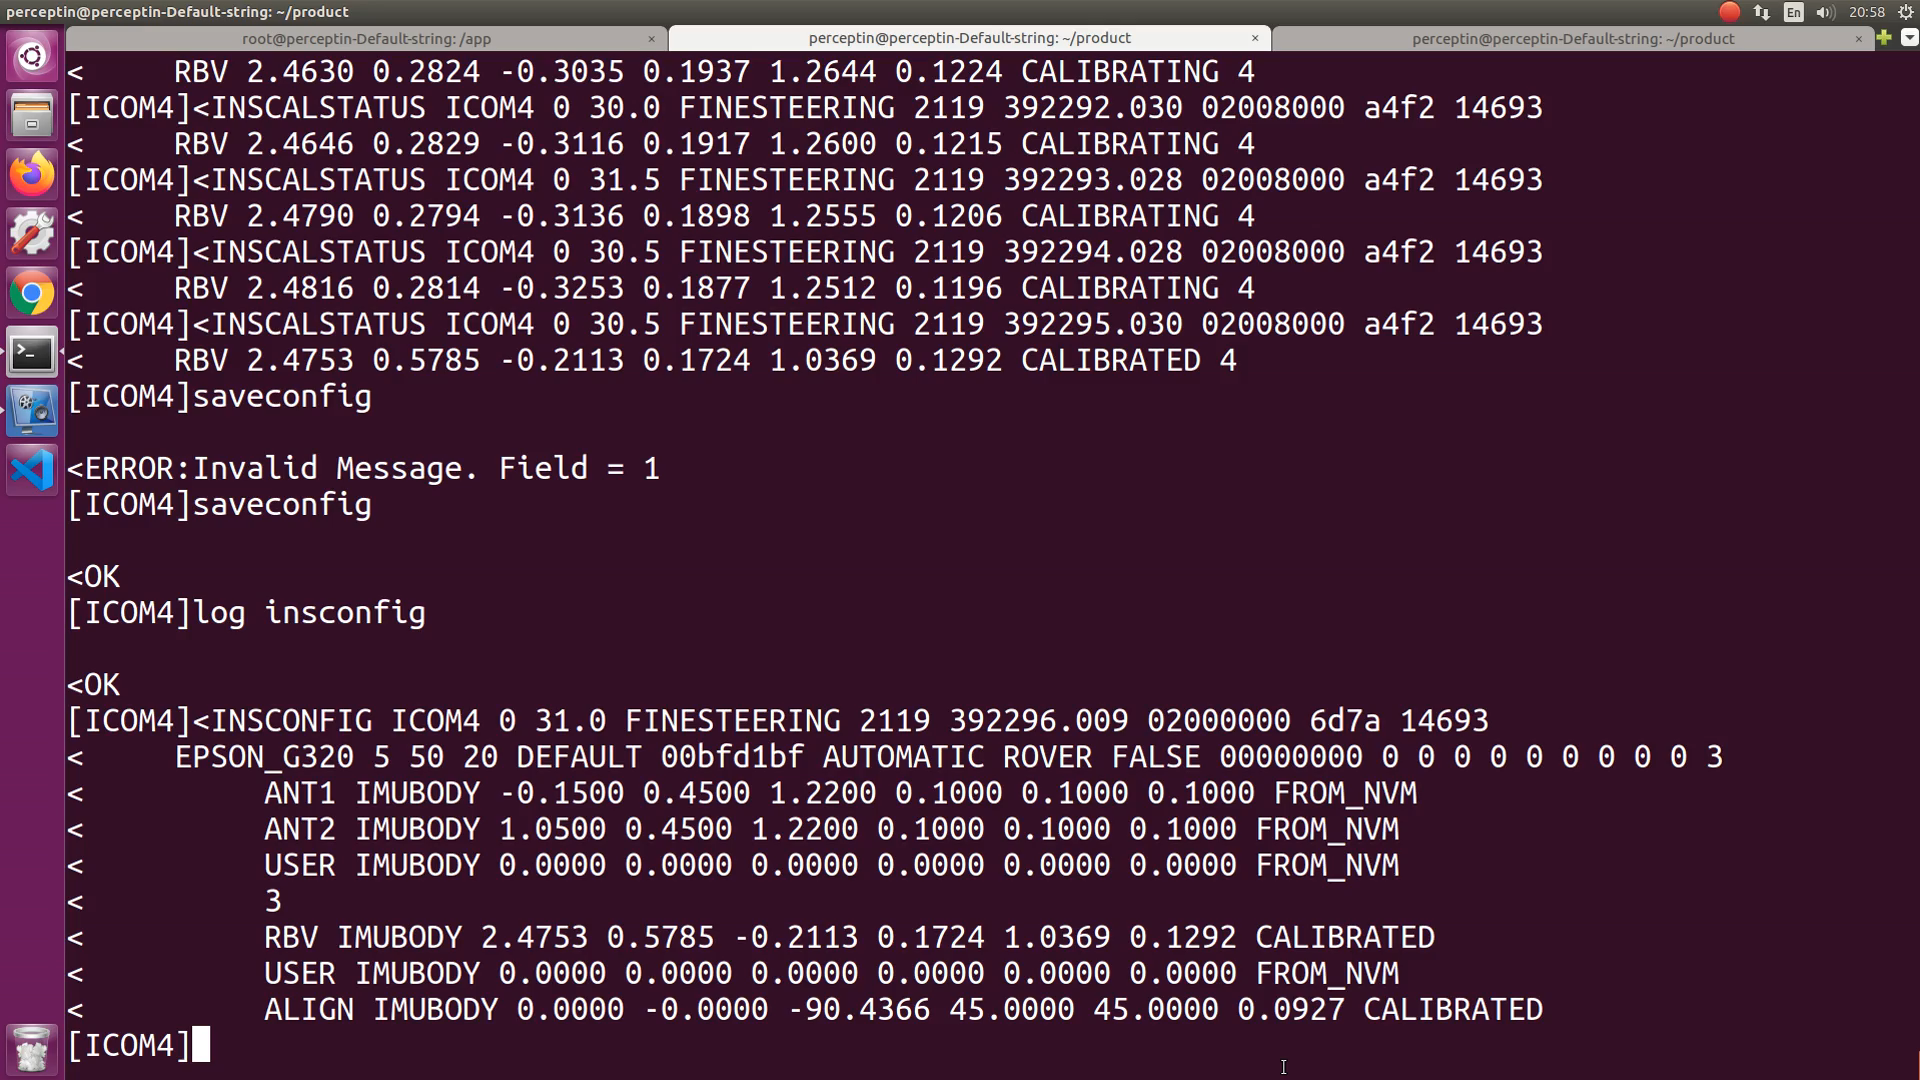 perceptin@perceptin-Default-string: ~/product
En 20:58
root@perceptin-Default-string: /app ×
perceptin@perceptin-Default-string: ~/product ×
perceptin@perceptin-Default-string: ~/product ×
<     RBV 2.4630 0.2824 -0.3035 0.1937 1.2644 0.1224 CALIBRATING 4
[ICOM4]<INSCALSTATUS ICOM4 0 30.0 FINESTEERING 2119 392292.030 02008000 a4f2 14693
<     RBV 2.4646 0.2829 -0.3116 0.1917 1.2600 0.1215 CALIBRATING 4
[ICOM4]<INSCALSTATUS ICOM4 0 31.5 FINESTEERING 2119 392293.028 02008000 a4f2 14693
<     RBV 2.4790 0.2794 -0.3136 0.1898 1.2555 0.1206 CALIBRATING 4
[ICOM4]<INSCALSTATUS ICOM4 0 30.5 FINESTEERING 2119 392294.028 02008000 a4f2 14693
<     RBV 2.4816 0.2814 -0.3253 0.1877 1.2512 0.1196 CALIBRATING 4
[ICOM4]<INSCALSTATUS ICOM4 0 30.5 FINESTEERING 2119 392295.030 02008000 a4f2 14693
<     RBV 2.4753 0.5785 -0.2113 0.1724 1.0369 0.1292 CALIBRATED 4
[ICOM4]saveconfig
<ERROR:Invalid Message. Field = 1
[ICOM4]saveconfig
<OK
[ICOM4]log insconfig
<OK
[ICOM4]<INSCONFIG ICOM4 0 31.0 FINESTEERING 2119 392296.009 02000000 6d7a 14693
<     EPSON_G320 5 50 20 DEFAULT 00bfd1bf AUTOMATIC ROVER FALSE 00000000 0 0 0 0 0 0 0 0 0 3
<          ANT1 IMUBODY -0.1500 0.4500 1.2200 0.1000 0.1000 0.1000 FROM_NVM
<          ANT2 IMUBODY 1.0500 0.4500 1.2200 0.1000 0.1000 0.1000 FROM_NVM
<          USER IMUBODY 0.0000 0.0000 0.0000 0.0000 0.0000 0.0000 FROM_NVM
<          3
<          RBV IMUBODY 2.4753 0.5785 -0.2113 0.1724 1.0369 0.1292 CALIBRATED
<          USER IMUBODY 0.0000 0.0000 0.0000 0.0000 0.0000 0.0000 FROM_NVM
<          ALIGN IMUBODY 0.0000 -0.0000 -90.4366 45.0000 45.0000 0.0927 CALIBRATED
[ICOM4]